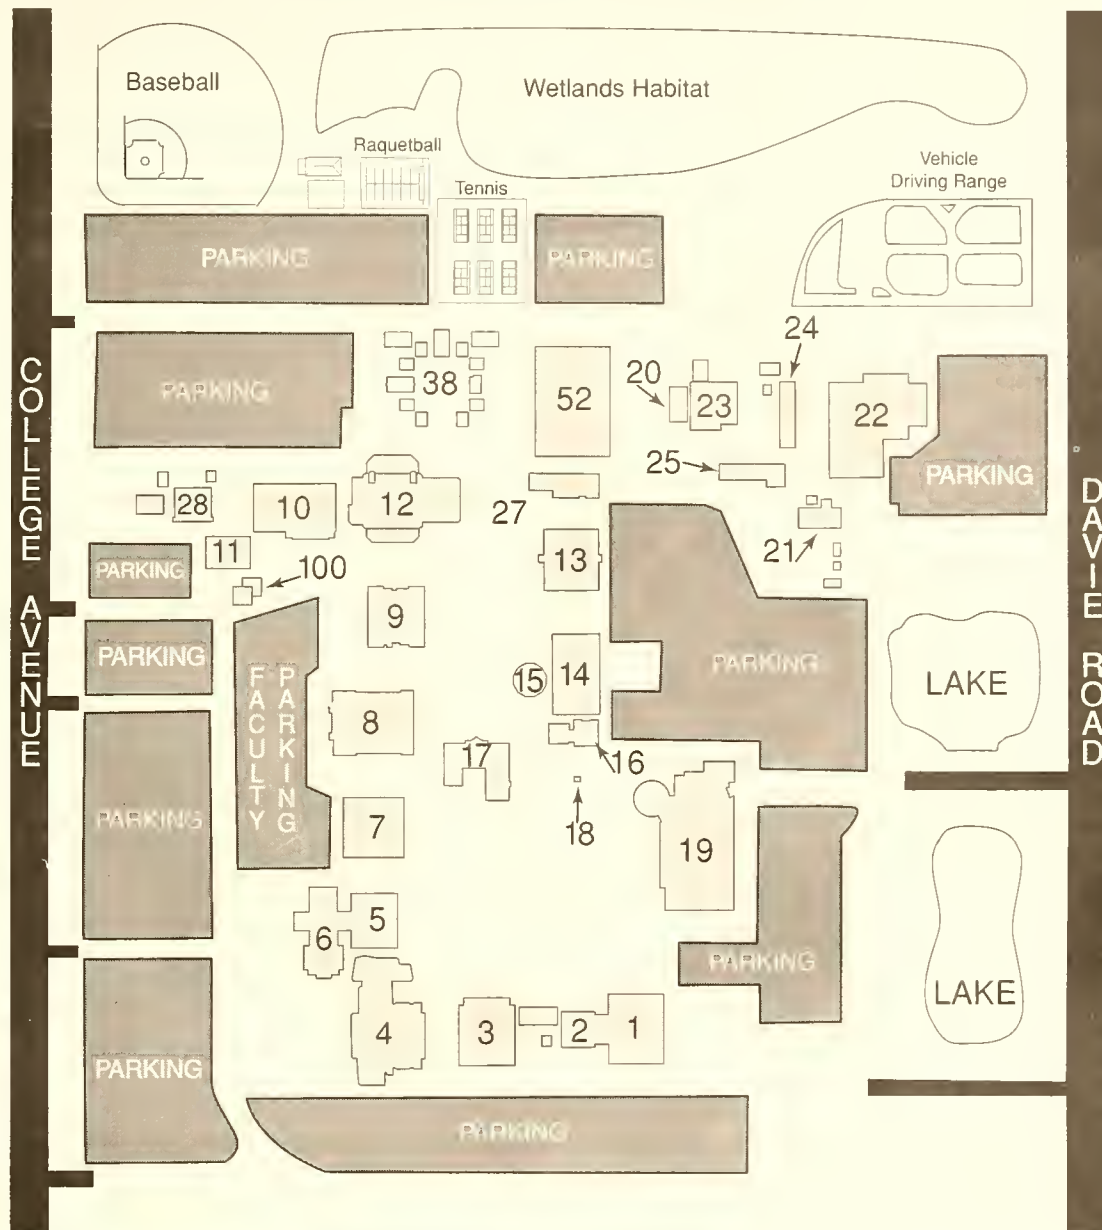 Baseball
Wetlands Habitat
Raquetball
Vehicle
Driving Range
Tennis
PARKING
PARKING
24
38
20
52
23
22
PARKING
25
PARKING
COLLEGE AVENUE
DAVIE ROAD
28
10
12
27
11
13
21
100
PARKING
9
PARKING
PARKING
14
15
LAKE
FACULTY
PARKING
8
17
16
PARKING
7
18
19
5
6
PARKING
LAKE
4
3
2
1
PARKING
PARKING